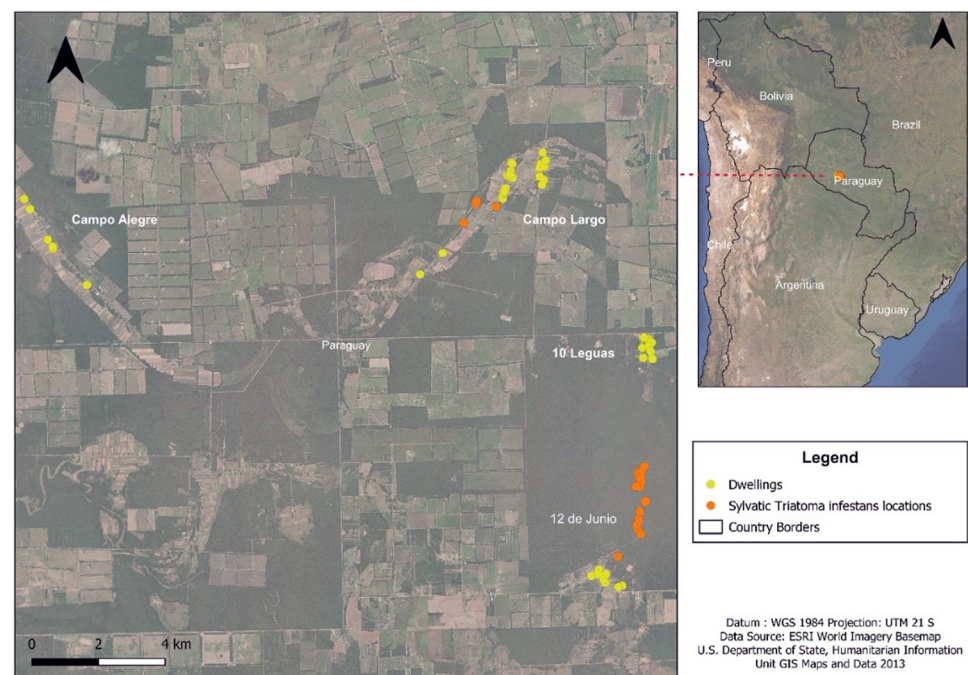 Campo Alegre
Campo Largo
Paraguay
10 Leguas
12 de Junio
0 2 4 km
Peru
Bolivia
Brazil
Paraguay
Chile
Argentina
Uruguay
Legend
Dwellings
Sylvatic Triatoma infestans locations
Country Borders
Datum : WGS 1984 Projection: UTM 21 S
Data Source: ESRI World Imagery Basemap
U.S. Department of State, Humanitarian Information
Unit GIS Maps and Data 2013